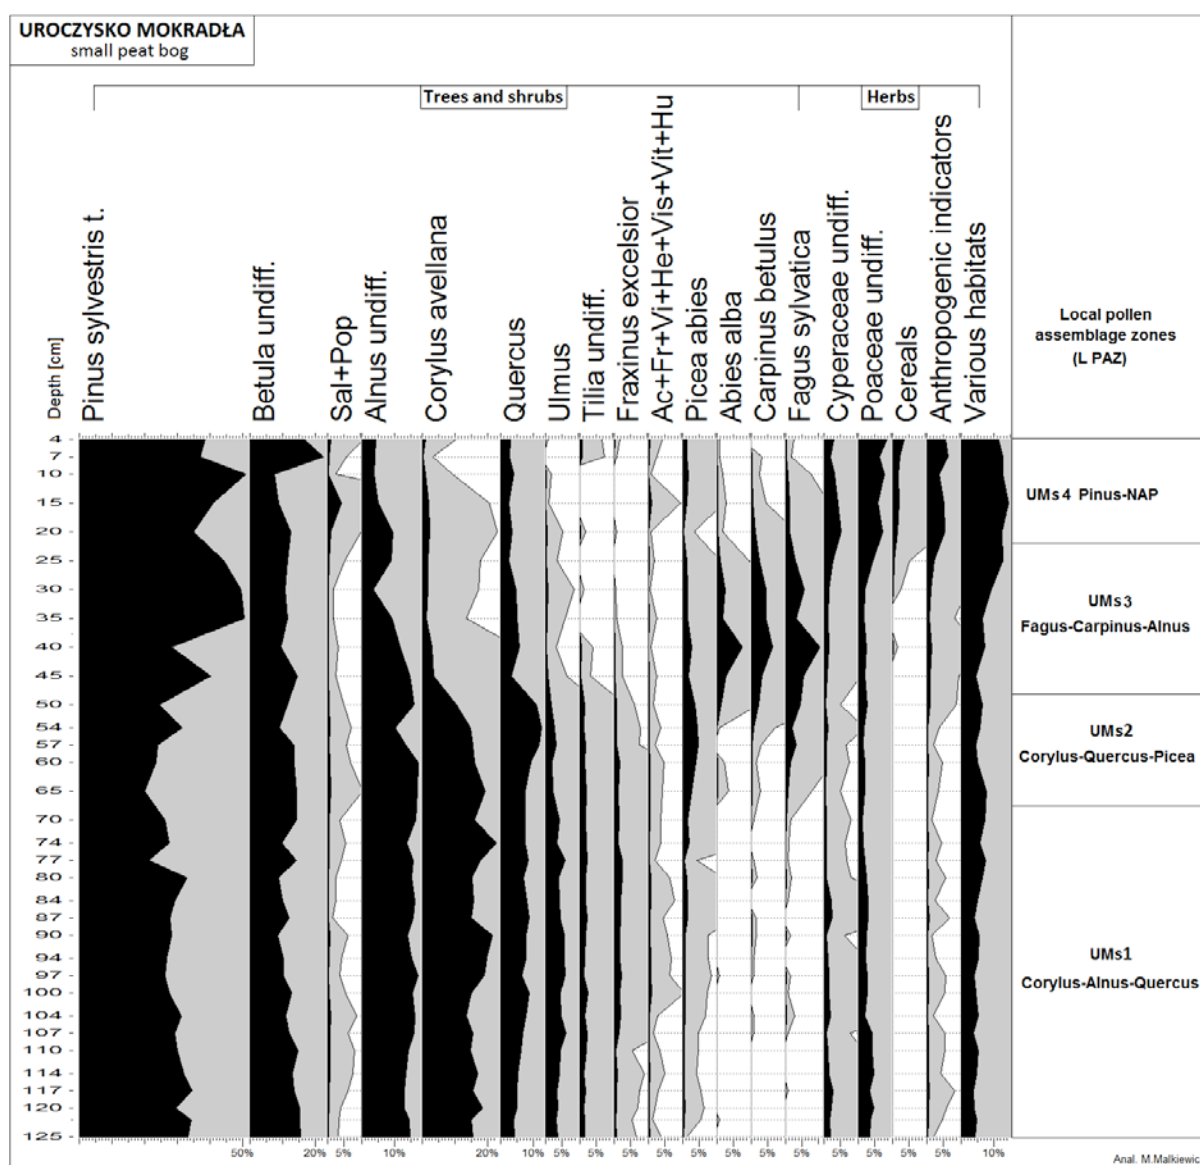 UROCZYSKO MOKRADŁA
small peat bog
Trees and shrubs
Herbs
Depth [cm]
Pinus sylvestris t.
Betula undiff.
Sal+Pop
Alnus undiff.
Corylus avellana
Quercus
Ulmus
Tilia undiff.
Fraxinus excelsior
Ac+Fr+Vi+He+Vis+Vit+Hu
Picea abies
Abies alba
Carpinus betulus
Fagus sylvatica
Cyperaceae undiff.
Poaceae undiff.
Cereals
Anthropogenic indicators
Various habitats
Local pollen
assemblage zones
(L PAZ)
4
7
10
15
20
25
30
35
40
45
50
54
57
60
65
70
74
77
80
84
87
90
94
97
100
104
107
110
114
117
120
125
UMs4 Pinus-NAP
UMs3
Fagus-Carpinus-Alnus
UMs2
Corylus-Quercus-Picea
UMs1
Corylus-Alnus-Quercus
50% 20% 5% 10% 20% 10% 5% 5% 5% 5% 5% 5% 5% 5% 5% 5% 5% 5% 10%
Anal. M.Malkiewic